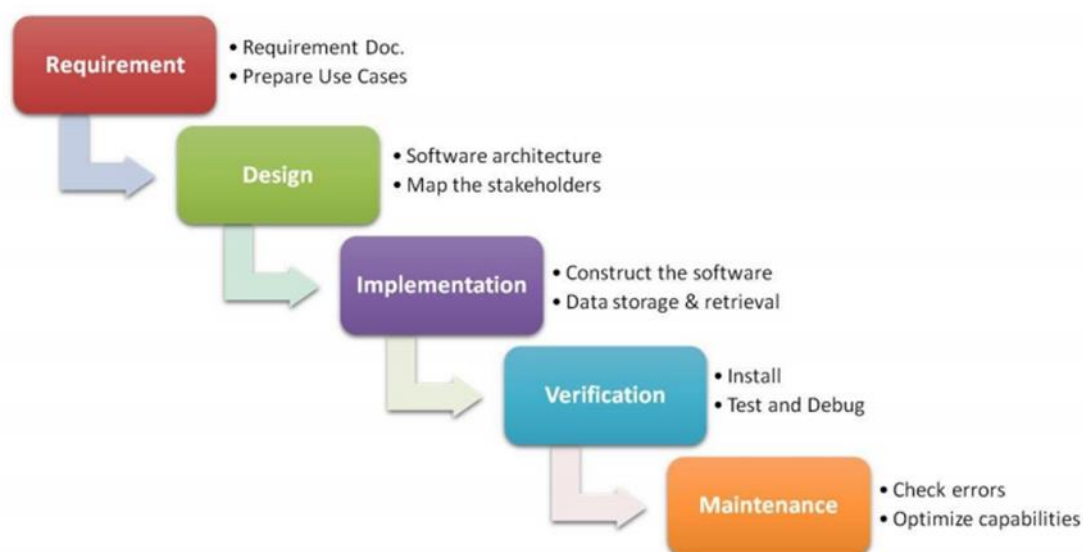 Requirement
• Requirement Doc.
• Prepare Use Cases
Design
• Software architecture
• Map the stakeholders
Implementation
• Construct the software
• Data storage & retrieval
Verification
• Install
• Test and Debug
Maintenance
• Check errors
• Optimize capabilities